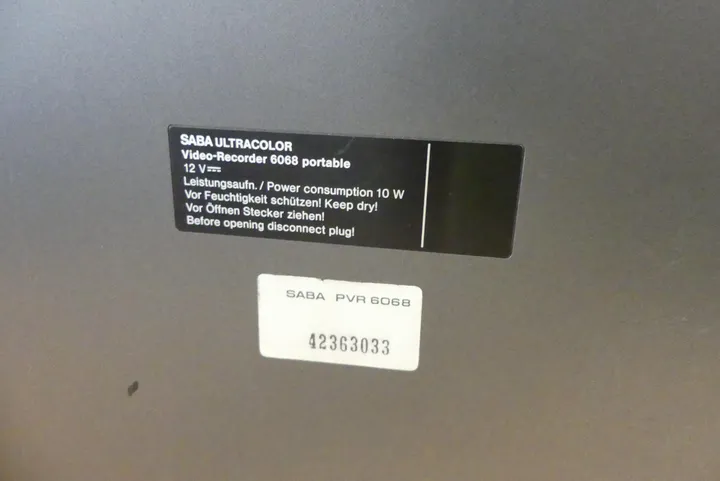 SABA ULTRACOLOR
Video-Recorder 6068 portable
12 V⎓
Leistungsaufn. / Power consumption 10 W
Vor Feuchtigkeit schützen! Keep dry!
Vor Öffnen Stecker ziehen!
Before opening disconnect plug!
SABA PVR 6068
42363033